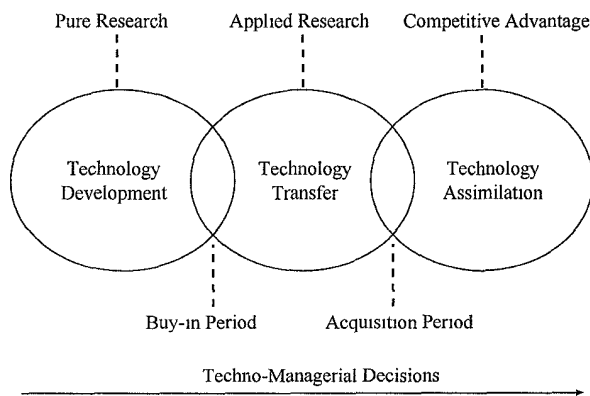 Pure Research
Applied Research
Competitive Advantage
Technology
Development
Technology
Transfer
Technology
Assimilation
Buy-in Period
Acquisition Period
Techno-Managerial Decisions